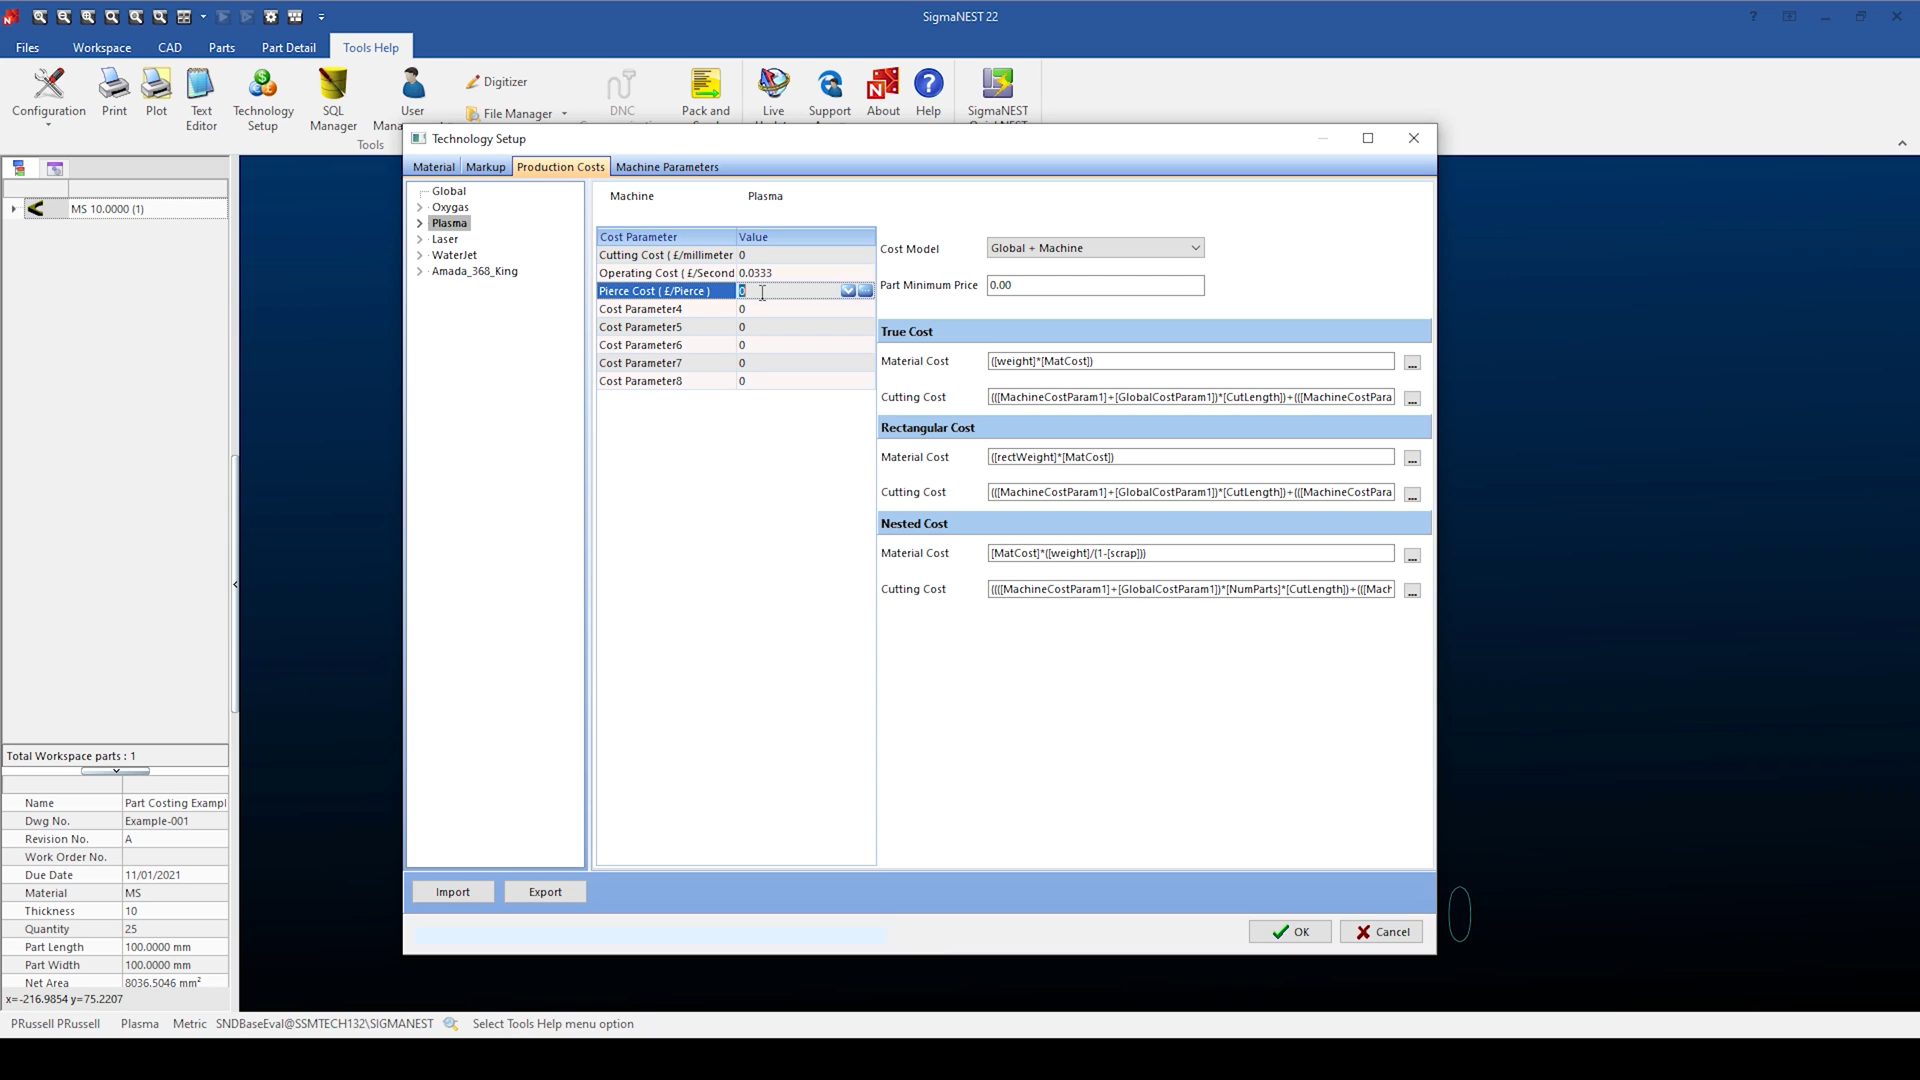 SigmaNEST 22
Files Workspace CAD Parts Part Detail Tools Help
Configuration
Print
Plot
Text
Editor
Technology
Setup
SQL
Manager
User
Digitizer
File Manager
DNC
Pack and
Live
Support
About
Help
SigmaNEST
Tools
Technology Setup
Material Markup Production Costs Machine Parameters
MS 10.0000 (1)
Global
Oxygas
Plasma
Laser
WaterJet
Amada_368_King
Machine Plasma
Cost Parameter Value
Cutting Cost ( £/millimeter 0
Operating Cost ( £/Second 0.0333
Pierce Cost ( £/Pierce ) 0
Cost Parameter4 0
Cost Parameter5 0
Cost Parameter6 0
Cost Parameter7 0
Cost Parameter8 0
Cost Model Global + Machine
Part Minimum Price 0.00
True Cost
Material Cost ([weight]*[MatCost])
Cutting Cost (([MachineCostParam1]+[GlobalCostParam1])*[CutLength])+(([MachineCostPara
Rectangular Cost
Material Cost ([rectWeight]*[MatCost])
Cutting Cost (([MachineCostParam1]+[GlobalCostParam1])*[CutLength])+(([MachineCostPara
Nested Cost
Material Cost [MatCost]*([weight]/(1-[scrap]))
Cutting Cost ((([MachineCostParam1]+[GlobalCostParam1])*[NumParts]*[CutLength])+(([Mach
Import Export
OK Cancel
Total Workspace parts : 1
Name Part Costing Exampl
Dwg No. Example-001
Revision No. A
Work Order No.
Due Date 11/01/2021
Material MS
Thickness 10
Quantity 25
Part Length 100.0000 mm
Part Width 100.0000 mm
Net Area 8036.5046 mm²
x=-216.9854 y=75.2207
PRussell PRussell Plasma Metric SNDBaseEval@SSMTECH132\SIGMANEST Select Tools Help menu option